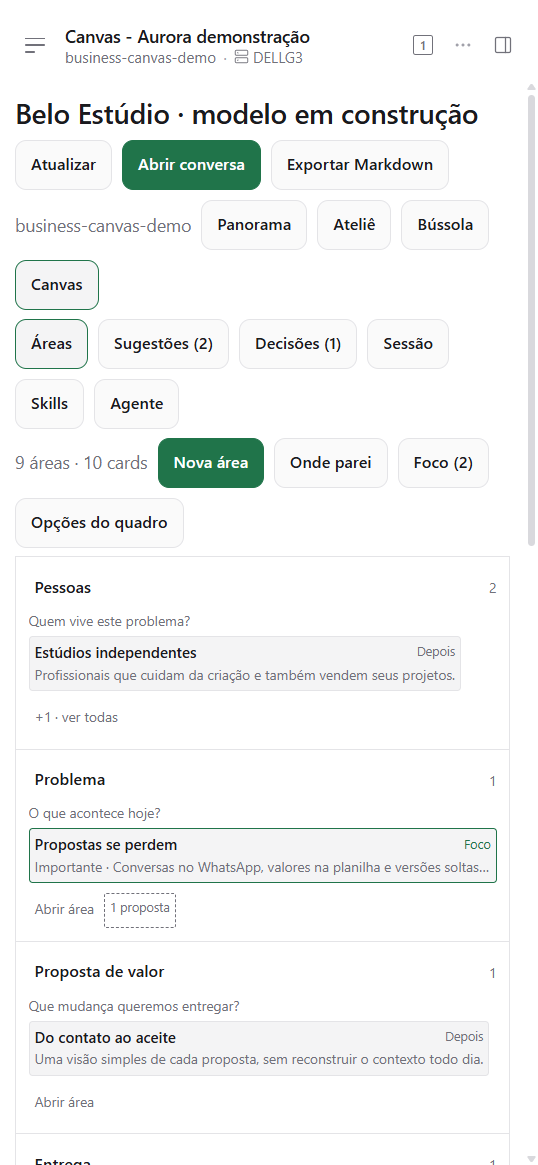 Canvas - Aurora demonstração
business-canvas-demo · DELLG3
1
Belo Estúdio · modelo em construção
Atualizar Abrir conversa Exportar Markdown
business-canvas-demo Panorama Ateliê Bússola
Canvas
Áreas Sugestões (2) Decisões (1) Sessão
Skills Agente
9 áreas · 10 cards Nova área Onde parei Foco (2)
Opções do quadro
Pessoas 2
Quem vive este problema?
Estúdios independentes Depois
Profissionais que cuidam da criação e também vendem seus projetos.
+1 · ver todas
Problema 1
O que acontece hoje?
Propostas se perdem Foco
Importante · Conversas no WhatsApp, valores na planilha e versões soltas...
Abrir área 1 proposta
Proposta de valor 1
Que mudança queremos entregar?
Do contato ao aceite Depois
Uma visão simples de cada proposta, sem reconstruir o contexto todo dia.
Abrir área
Entrega 1